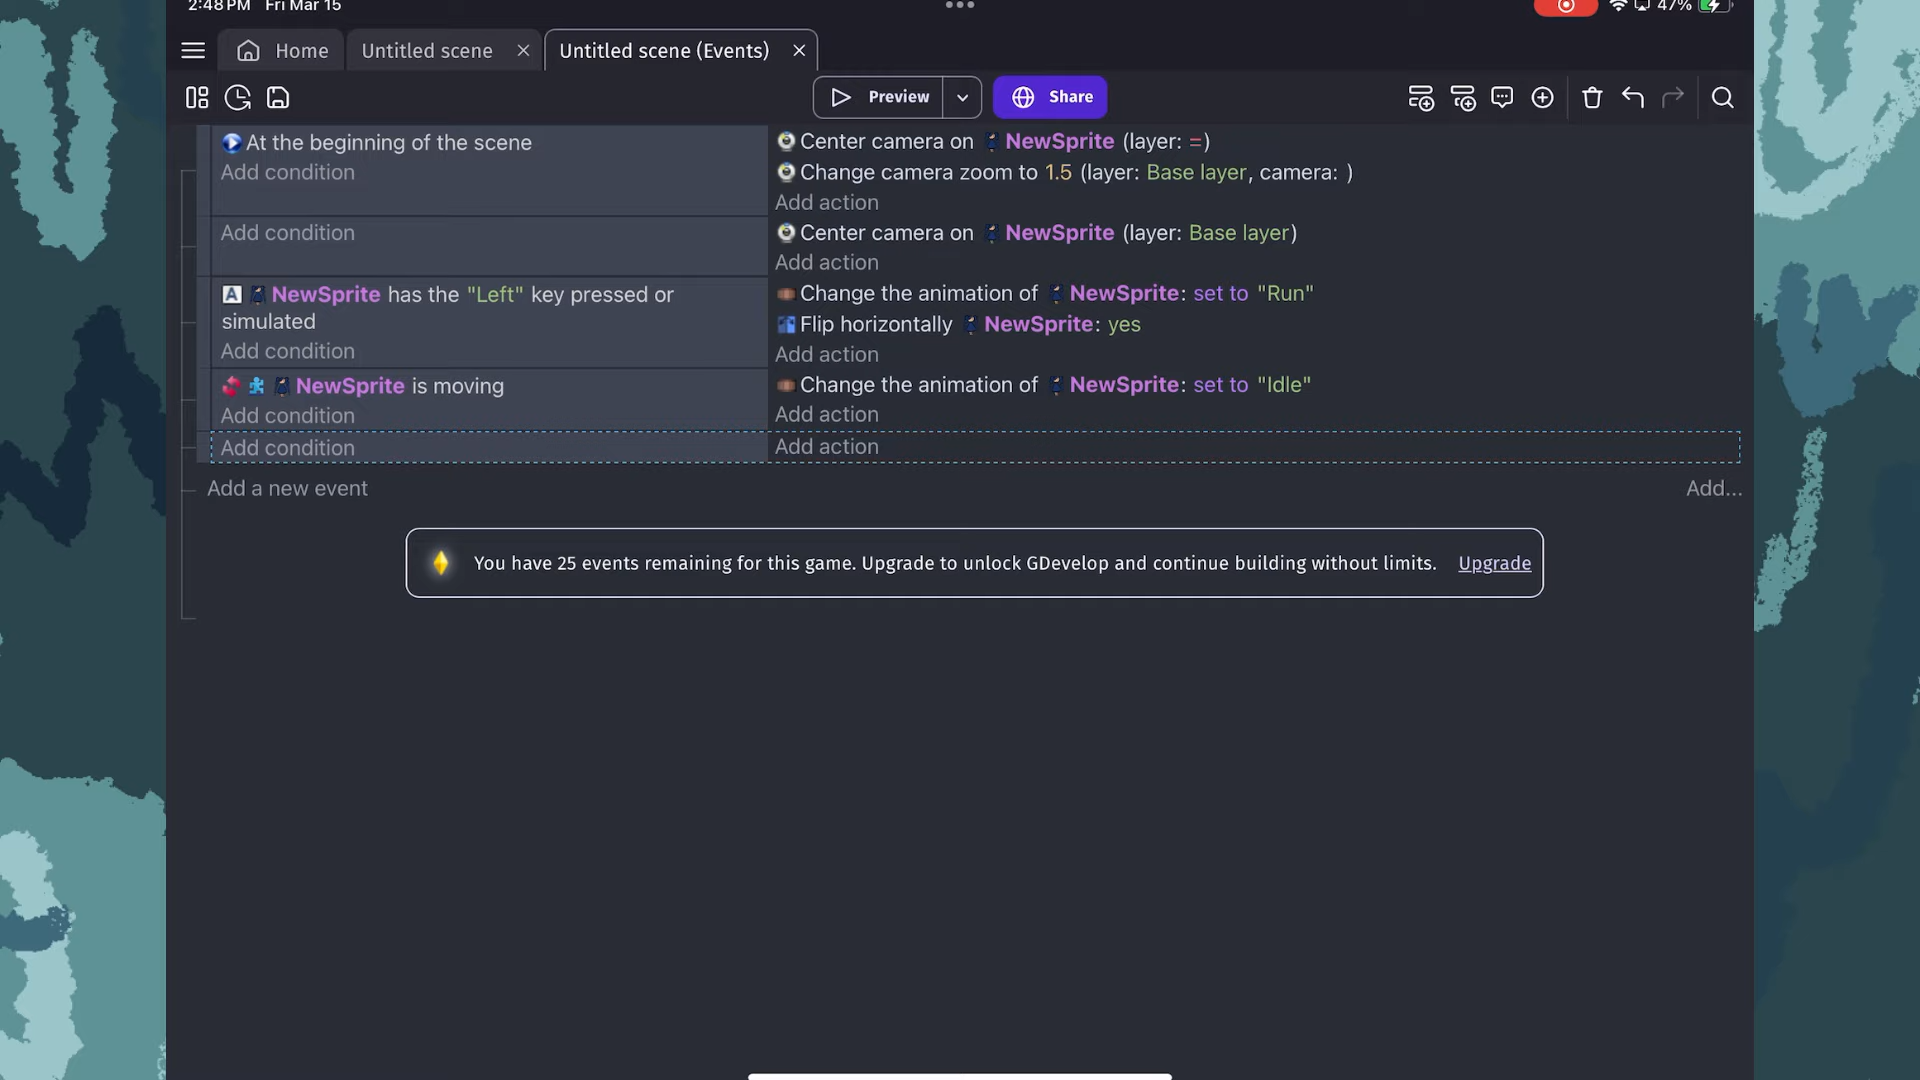 2:48 PM Fri Mar 15 47%
Home Untitled scene Untitled scene (Events)
Preview Share
At the beginning of the scene
Add condition
Center camera on NewSprite (layer: =)
Change camera zoom to 1.5 (layer: Base layer, camera: )
Add action
Add condition
Center camera on NewSprite (layer: Base layer)
Add action
A NewSprite has the "Left" key pressed or
simulated
Add condition
Change the animation of NewSprite: set to "Run"
Flip horizontally NewSprite: yes
Add action
NewSprite is moving
Add condition
Change the animation of NewSprite: set to "Idle"
Add action
Add condition
Add action
Add a new event
Add...
You have 25 events remaining for this game. Upgrade to unlock GDevelop and continue building without limits. Upgrade